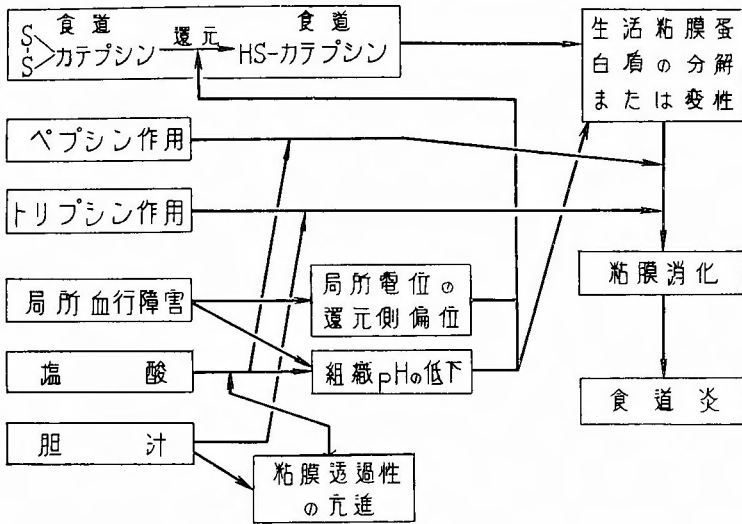 食道
S-S カテプシン
還元
食道
HS-カテプシン
生活粘膜蛋
白質の分解
または変性
ペプシン作用
トリプシン作用
局所血行障害
塩酸
胆汁
局所電位の
還元側偏位
組織pHの低下
粘膜透過性
の亢進
粘膜消化
食道炎